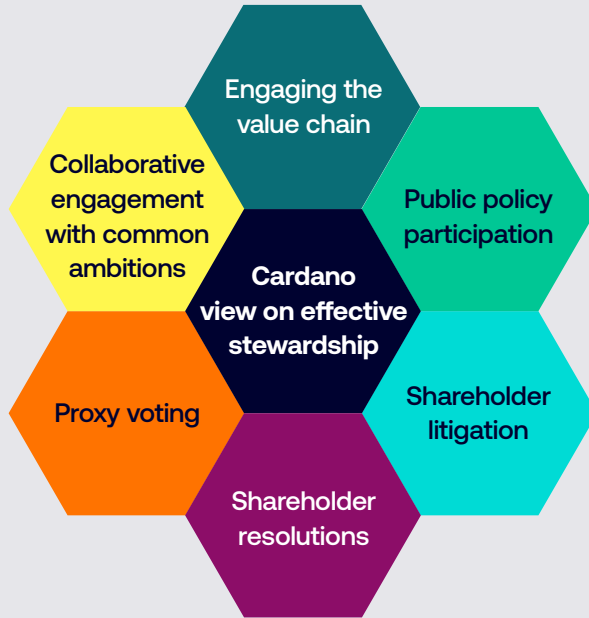 Engaging the
value chain
Collaborative
engagement
with common
ambitions
Public policy
participation
Cardano
view on effective
stewardship
Proxy voting
Shareholder
litigation
Shareholder
resolutions